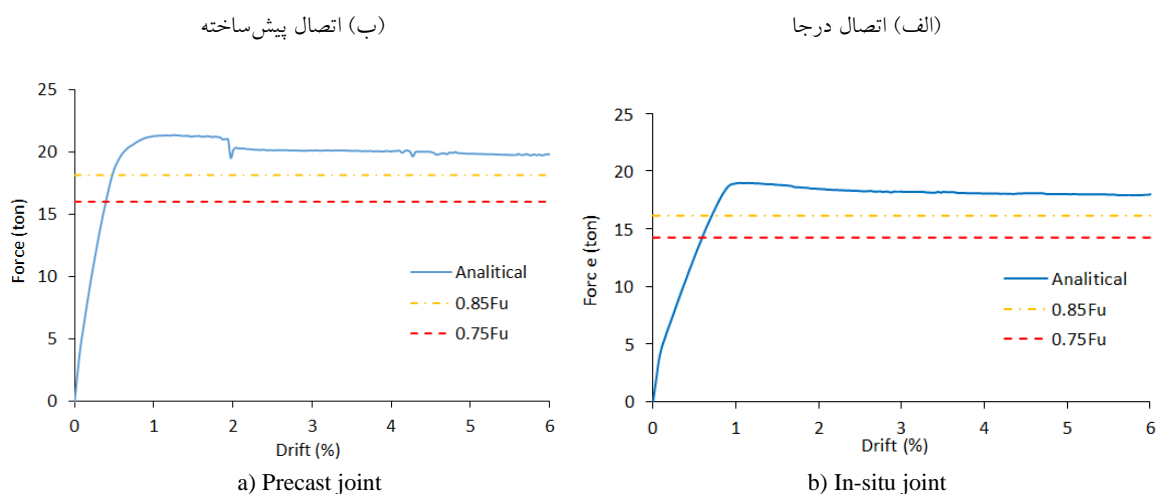 (ب) اتصال پیش‌ساخته
(الف) اتصال درجا
25
20
15
10
5
0
Force (ton)
Analitical
0.85Fu
0.75Fu
0 1 2 3 4 5 6
Drift (%)
a) Precast joint
25
20
15
10
5
0
Forc e (ton)
Analitical
0.85Fu
0.75Fu
0 1 2 3 4 5 6
Drift (%)
b) In-situ joint